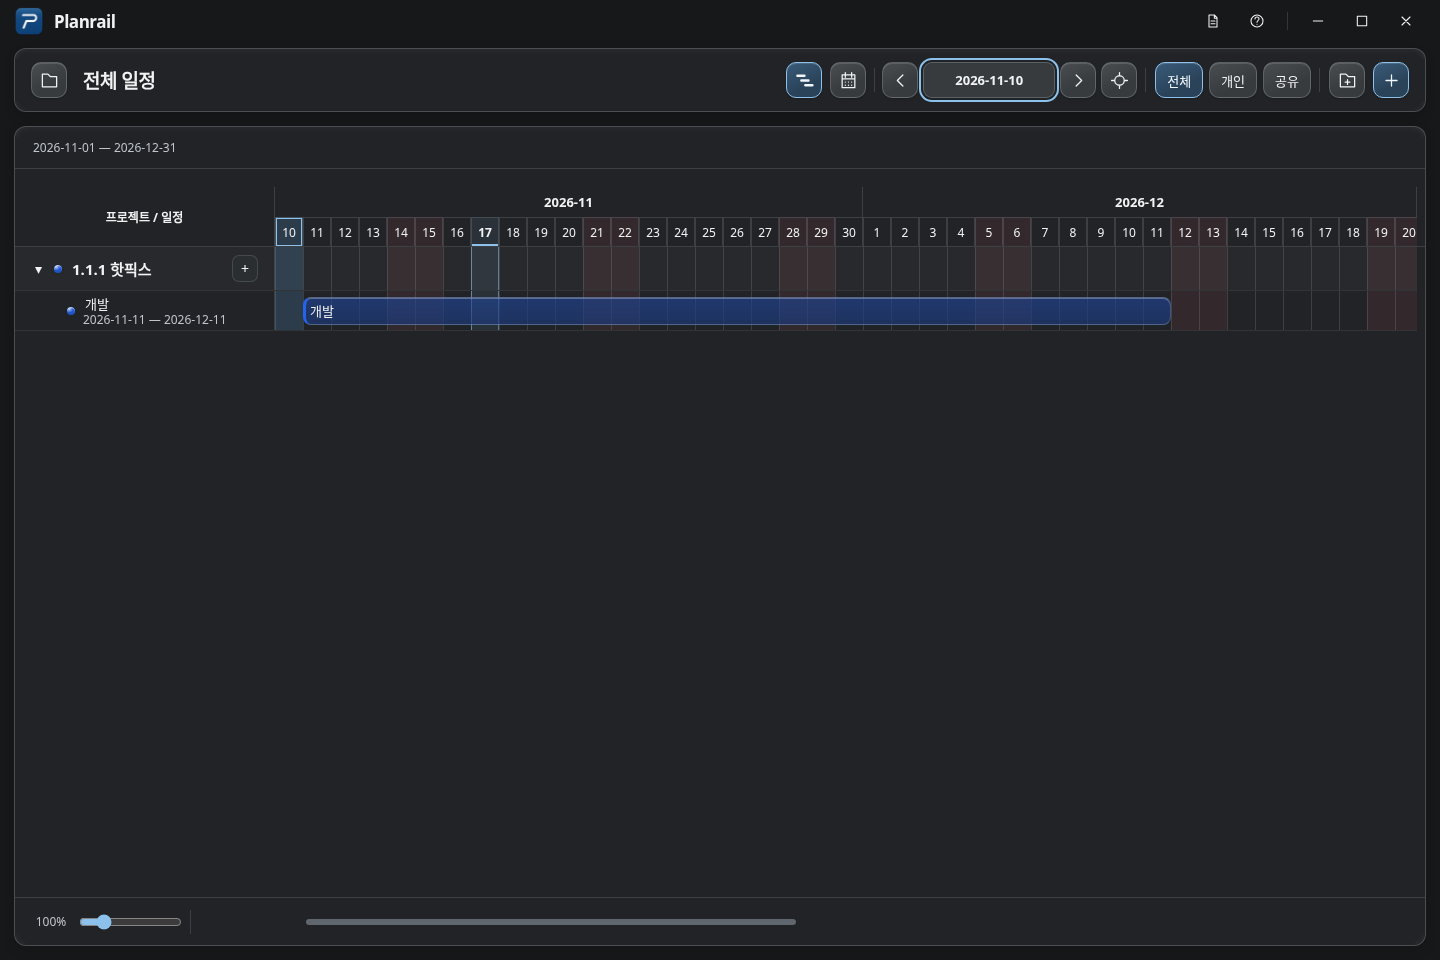 Planrail
전체 일정
2026-11-10
전체
개인
공유
2026-11-01 — 2026-12-31
프로젝트 / 일정
2026-11
2026-12
10 11 12 13 14 15 16 17 18 19 20 21 22 23 24 25 26 27 28 29 30 1 2 3 4 5 6 7 8 9 10 11 12 13 14 15 16 17 18 19 20
1.1.1 핫픽스
+
개발
2026-11-11 — 2026-12-11
개발
100%